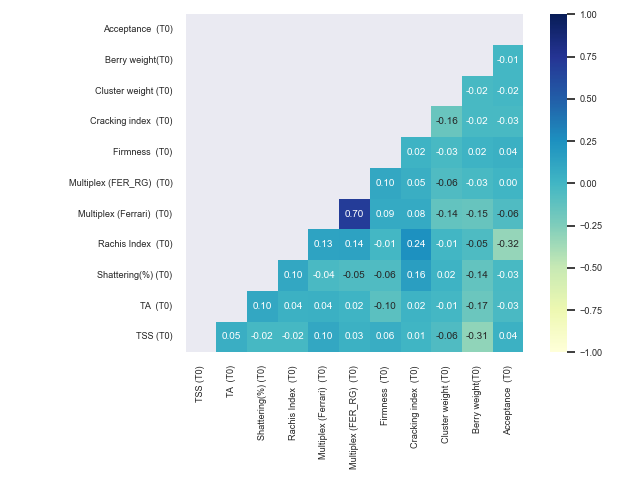 Acceptance (T0)
Berry weight(T0) -0.01
Cluster weight (T0) -0.02 -0.02
Cracking index (T0) -0.16 -0.02 -0.03
Firmness (T0) 0.02 -0.03 0.02 0.04
Multiplex (FER_RG) (T0) 0.10 0.05 -0.06 -0.03 0.00
Multiplex (Ferrari) (T0) 0.70 0.09 0.08 -0.14 -0.15 -0.06
Rachis Index (T0) 0.13 0.14 -0.01 0.24 -0.01 -0.05 -0.32
Shattering(%) (T0) 0.10 -0.04 -0.05 -0.06 0.16 0.02 -0.14 -0.03
TA (T0) 0.10 0.04 0.04 0.02 -0.10 0.02 -0.01 -0.17 -0.03
TSS (T0) 0.05 -0.02 -0.02 0.10 0.03 0.06 0.01 -0.06 -0.31 0.04
TSS (T0)
TA (T0)
Shattering(%) (T0)
Rachis Index (T0)
Multiplex (Ferrari) (T0)
Multiplex (FER_RG) (T0)
Firmness (T0)
Cracking index (T0)
Cluster weight (T0)
Berry weight(T0)
Acceptance (T0)
1.00
0.75
0.50
0.25
0.00
−0.25
−0.50
−0.75
−1.00